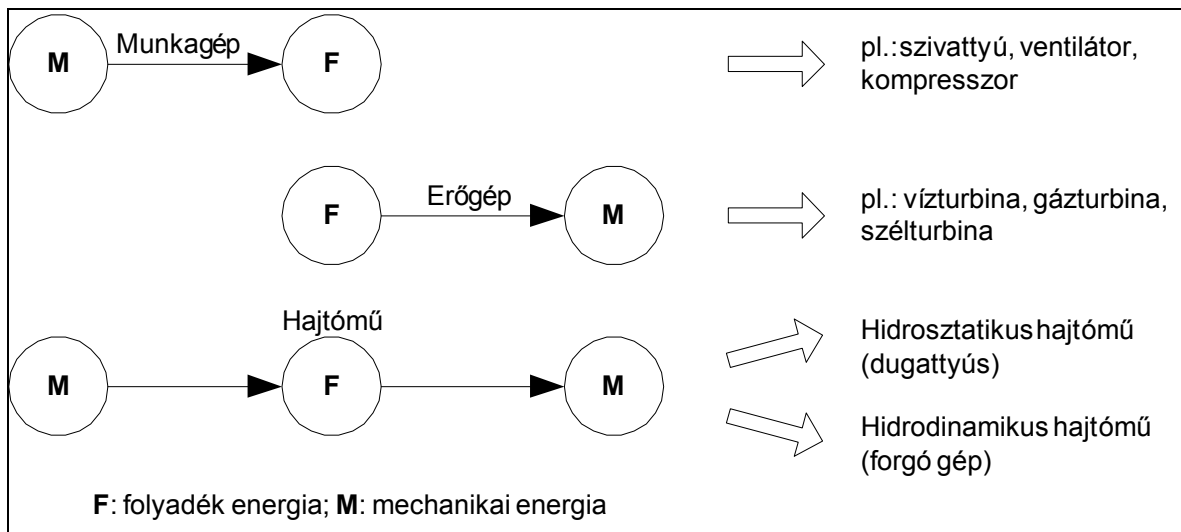 M Munkagép F
pl.:szivattyú, ventilátor,
kompresszor
F Erőgép M
pl.: vízturbina, gázturbina,
szélturbina
Hajtómű
M F M
Hidrosztatikus hajtómű
(dugattyús)
Hidrodinamikus hajtómű
(forgó gép)
F: folyadék energia; M: mechanikai energia